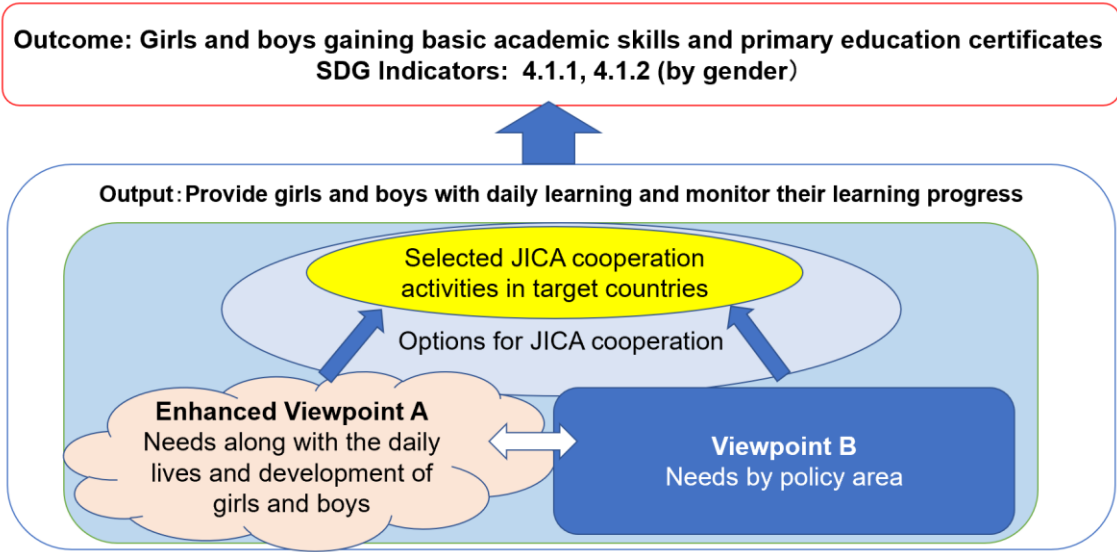 Outcome: Girls and boys gaining basic academic skills and primary education certificates
SDG Indicators:  4.1.1, 4.1.2 (by gender）
Output：Provide girls and boys with daily learning and monitor their learning progress
Selected JICA cooperation
activities in target countries
Options for JICA cooperation
Enhanced Viewpoint A
Needs along with the daily
lives and development of
girls and boys
Viewpoint B
Needs by policy area